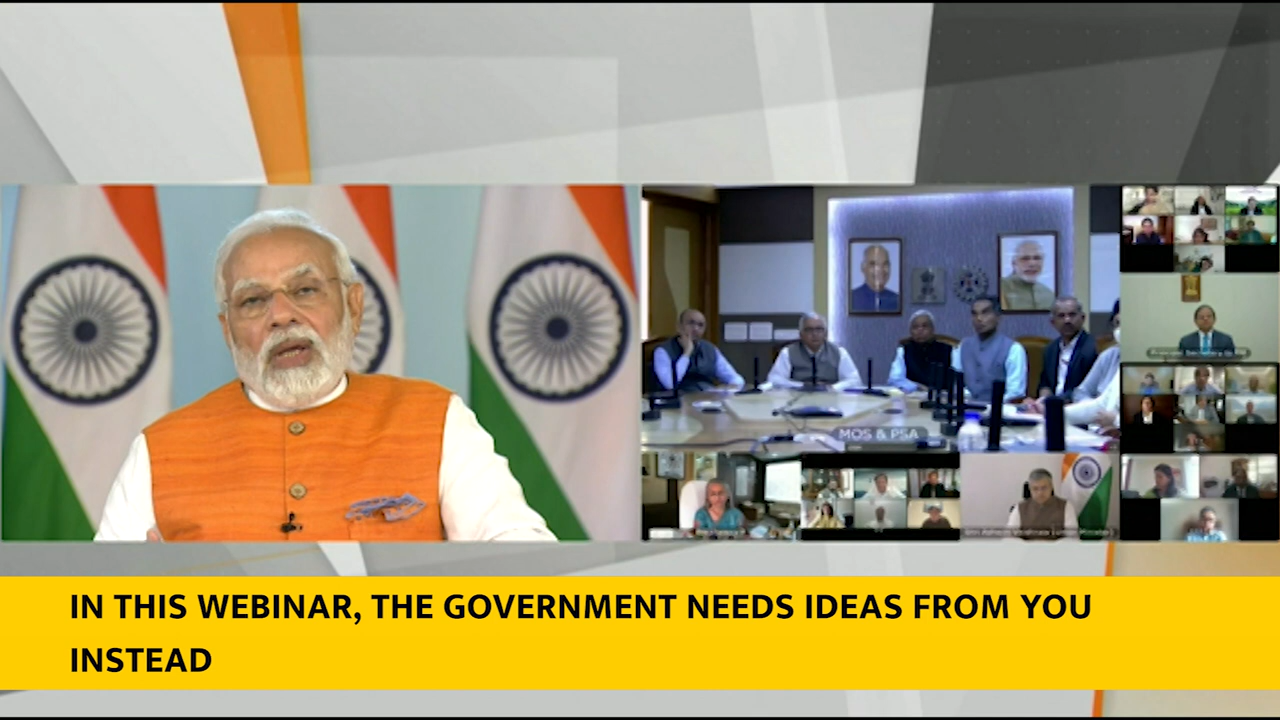 MOS & PSA
IN THIS WEBINAR, THE GOVERNMENT NEEDS IDEAS FROM YOU
INSTEAD